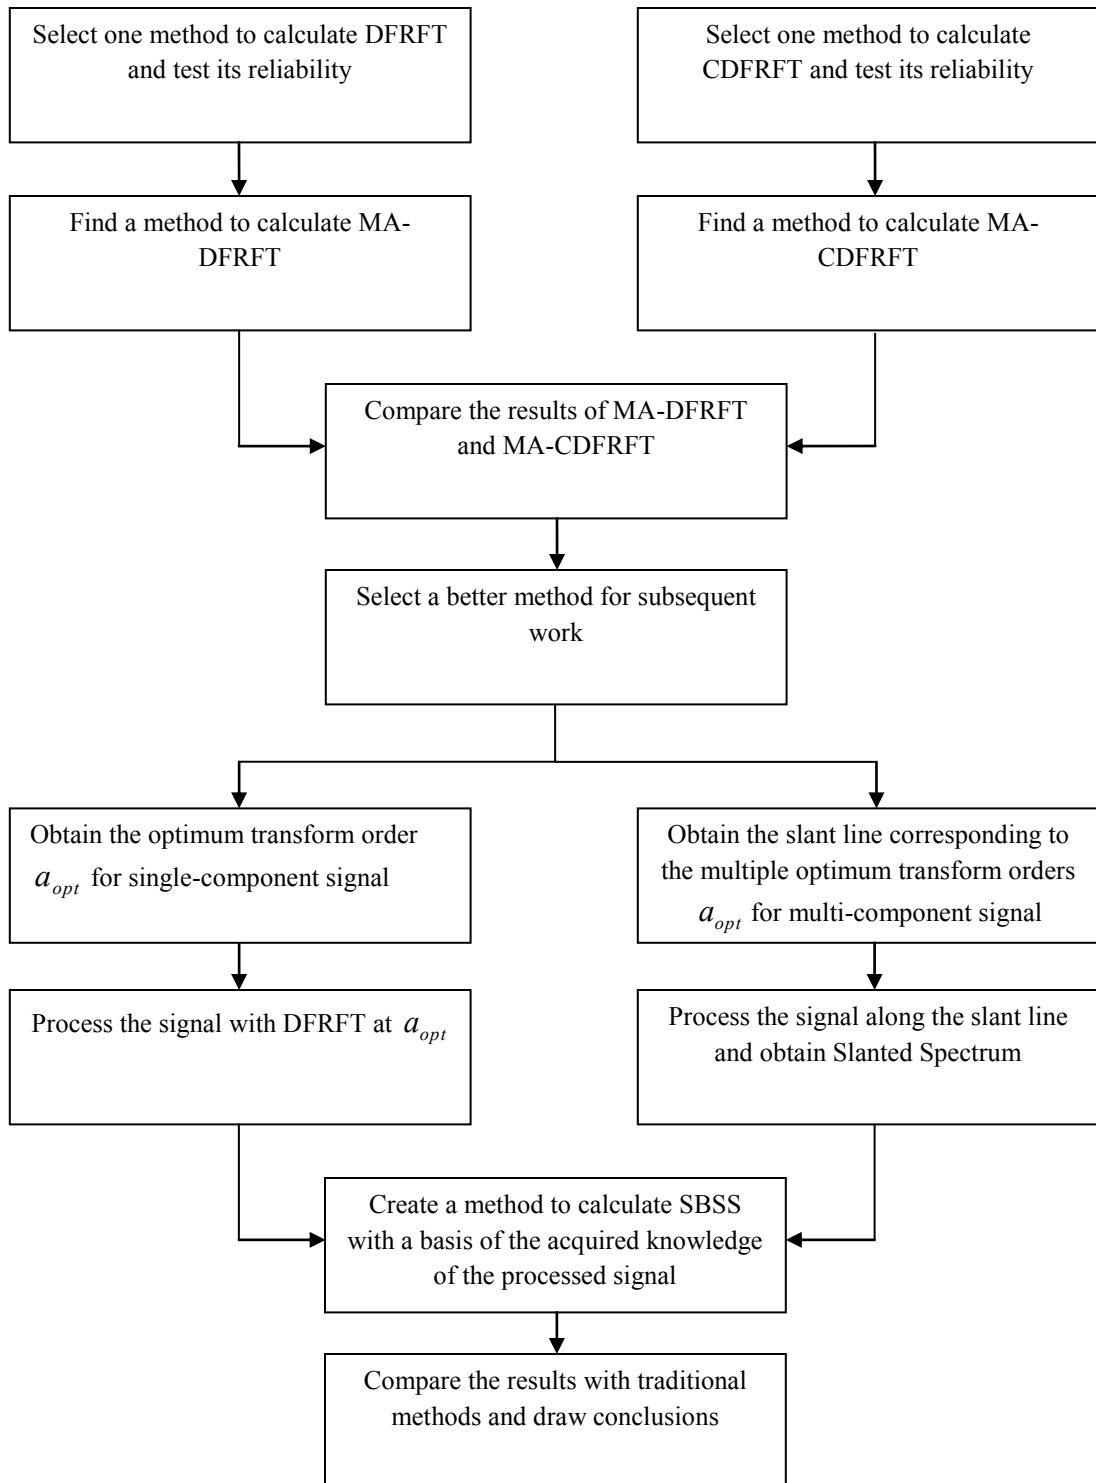 Select one method to calculate DFRFT
and test its reliability
Select one method to calculate
CDFRFT and test its reliability
Find a method to calculate MA-
DFRFT
Find a method to calculate MA-
CDFRFT
Compare the results of MA-DFRFT
and MA-CDFRFT
Select a better method for subsequent
work
Obtain the optimum transform order
a_opt for single-component signal
Obtain the slant line corresponding to
the multiple optimum transform orders
a_opt for multi-component signal
Process the signal with DFRFT at a_opt
Process the signal along the slant line
and obtain Slanted Spectrum
Create a method to calculate SBSS
with a basis of the acquired knowledge
of the processed signal
Compare the results with traditional
methods and draw conclusions